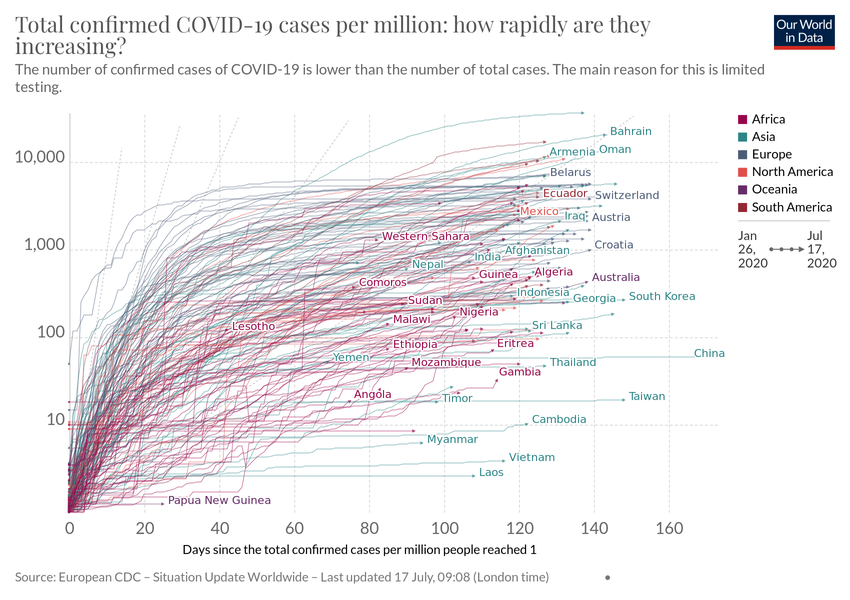 Total confirmed COVID-19 cases per million: how rapidly are they
increasing?
Our World
in Data
The number of confirmed cases of COVID-19 is lower than the number of total cases. The main reason for this is limited
testing.
Africa
Asia
Europe
North America
Oceania
South America
Jan
26,
2020
Jul
17,
2020
10,000
1,000
100
10
Bahrain
Armenia
Oman
Belarus
Ecuador
Switzerland
Mexico
Iraq
Austria
Western Sahara
Croatia
Afghanistan
India
Nepal
Guinea
Algeria
Australia
Comoros
Indonesia
South Korea
Georgia
Sudan
Nigeria
Malawi
Lesotho
Sri Lanka
Ethiopia
Eritrea
China
Yemen
Mozambique
Thailand
Gambia
Angola
Timor
Taiwan
Cambodia
Myanmar
Vietnam
Laos
Papua New Guinea
0
20
40
60
80
100
120
140
160
Days since the total confirmed cases per million people reached 1
Source: European CDC – Situation Update Worldwide – Last updated 17 July, 09:08 (London time)